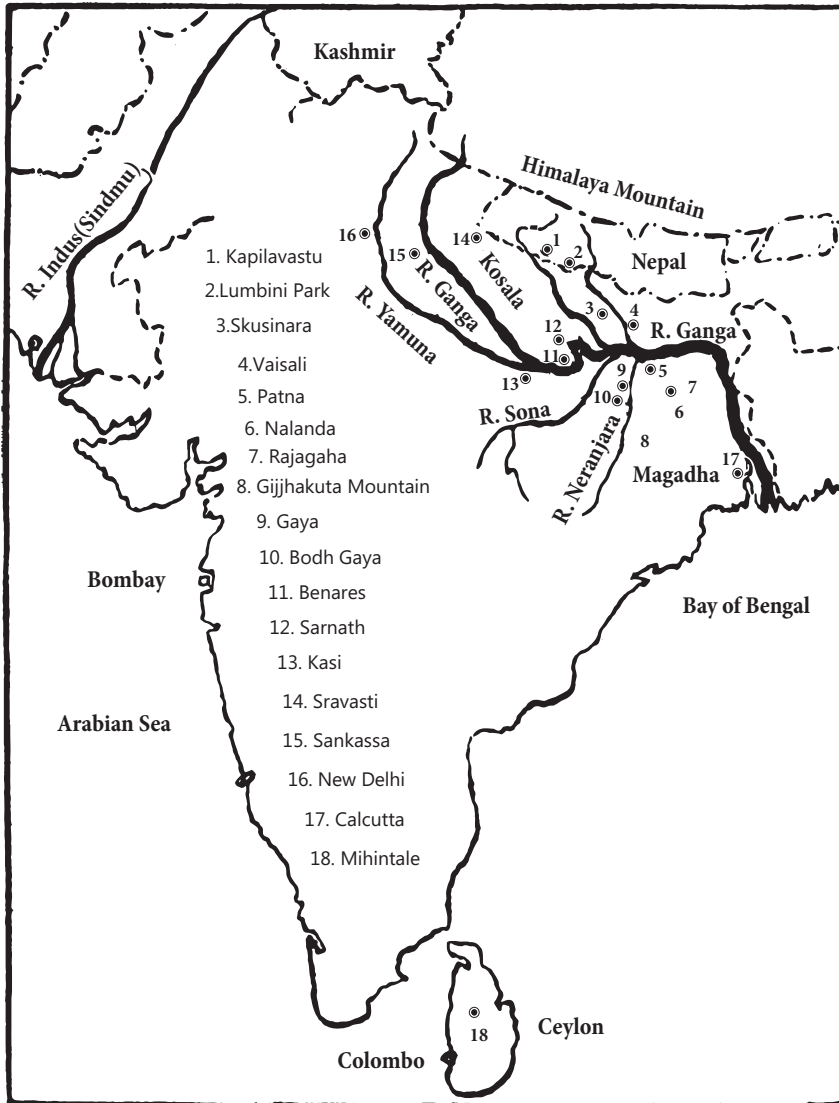 Kashmir
Himalaya Mountain
R. Indus(Sindmu)
16
15
14
1
2
Nepal
Kosala
R. Ganga
R. Yamuna
3
4
R. Ganga
12
11
13
5
9
10
7
6
8
R. Sona
R. Neranjara
Magadha
17
1. Kapilavastu
2.Lumbini Park
3.Skusinara
4.Vaisali
5. Patna
6. Nalanda
7. Rajagaha
8. Gijjhakuta Mountain
9. Gaya
10. Bodh Gaya
11. Benares
12. Sarnath
13. Kasi
14. Sravasti
15. Sankassa
16. New Delhi
17. Calcutta
18. Mihintale
Bombay
Bay of Bengal
Arabian Sea
18
Ceylon
Colombo